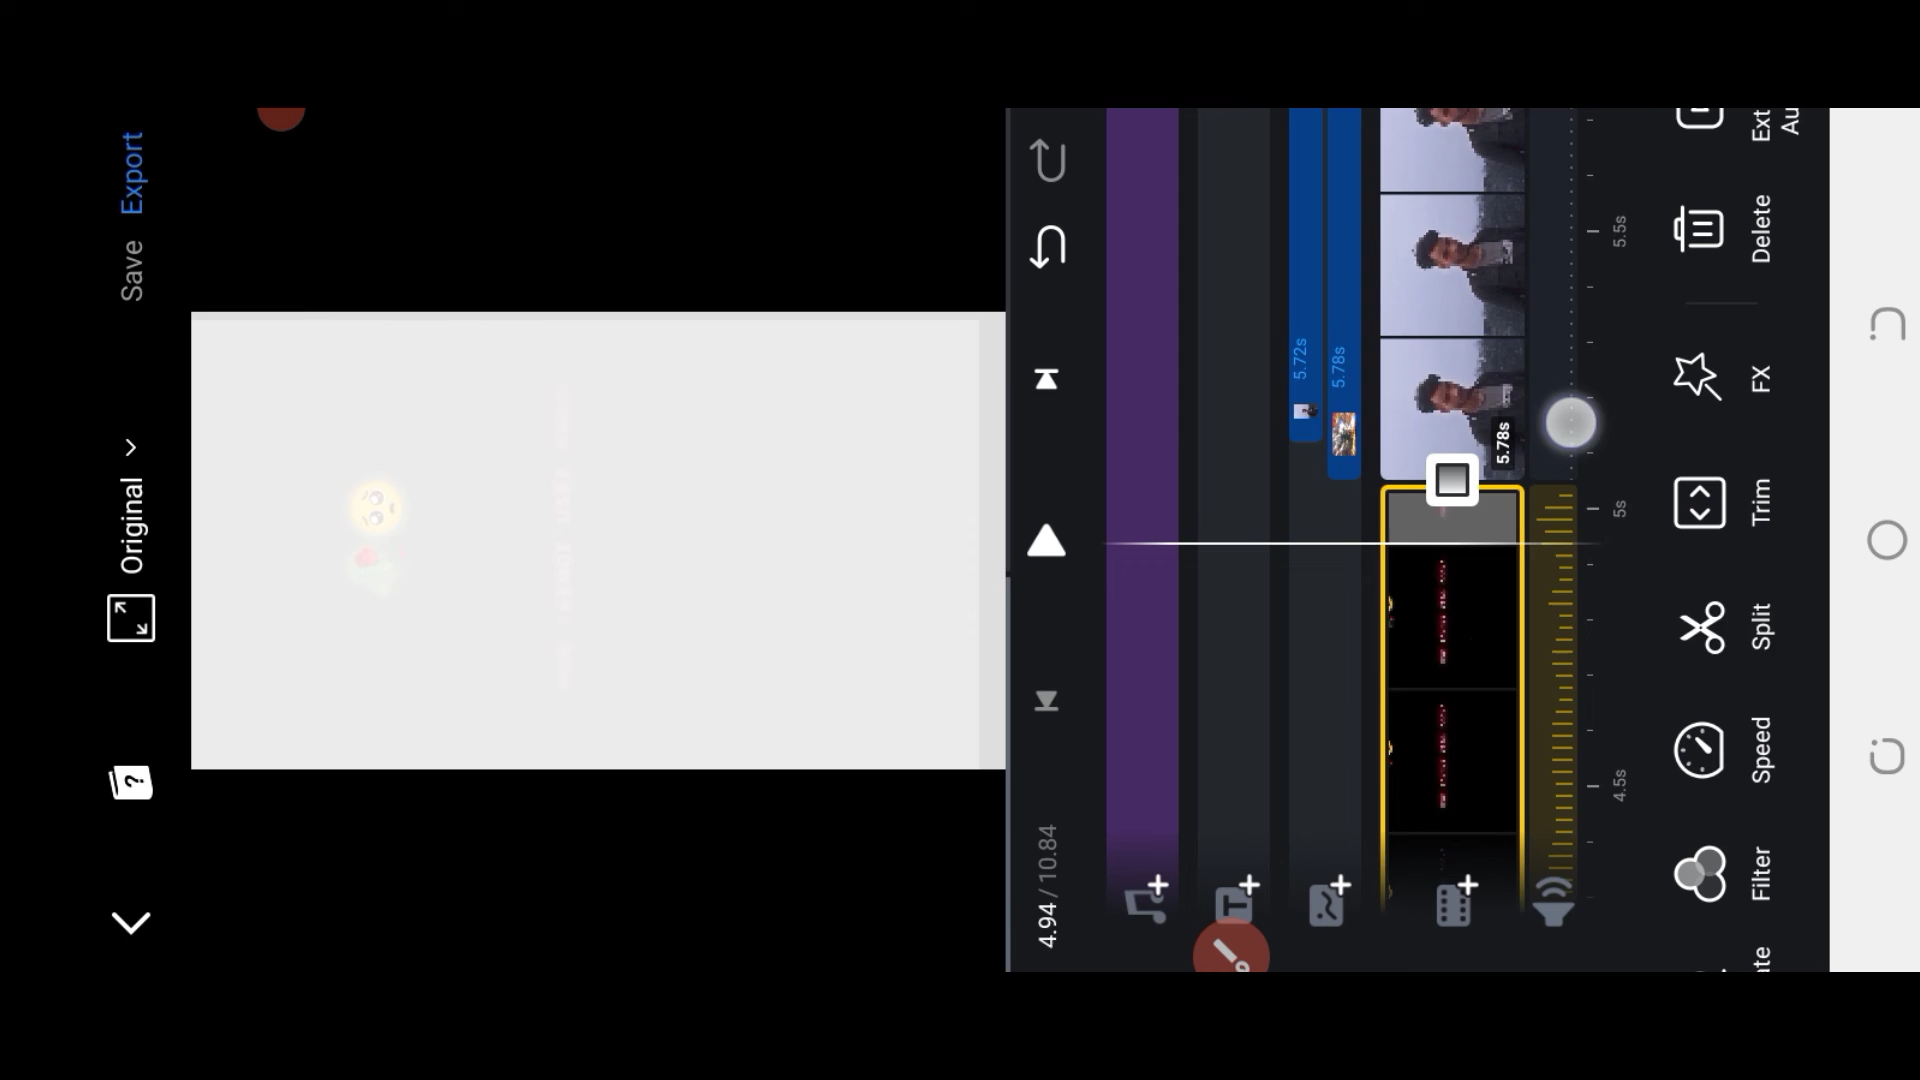 Original
Save
Export
4.94 / 10.84
5.72s
5.78s
5.78s
4.5s
5s
5.5s
Filter
Speed
Split
Trim
FX
Delete
Ext
Au